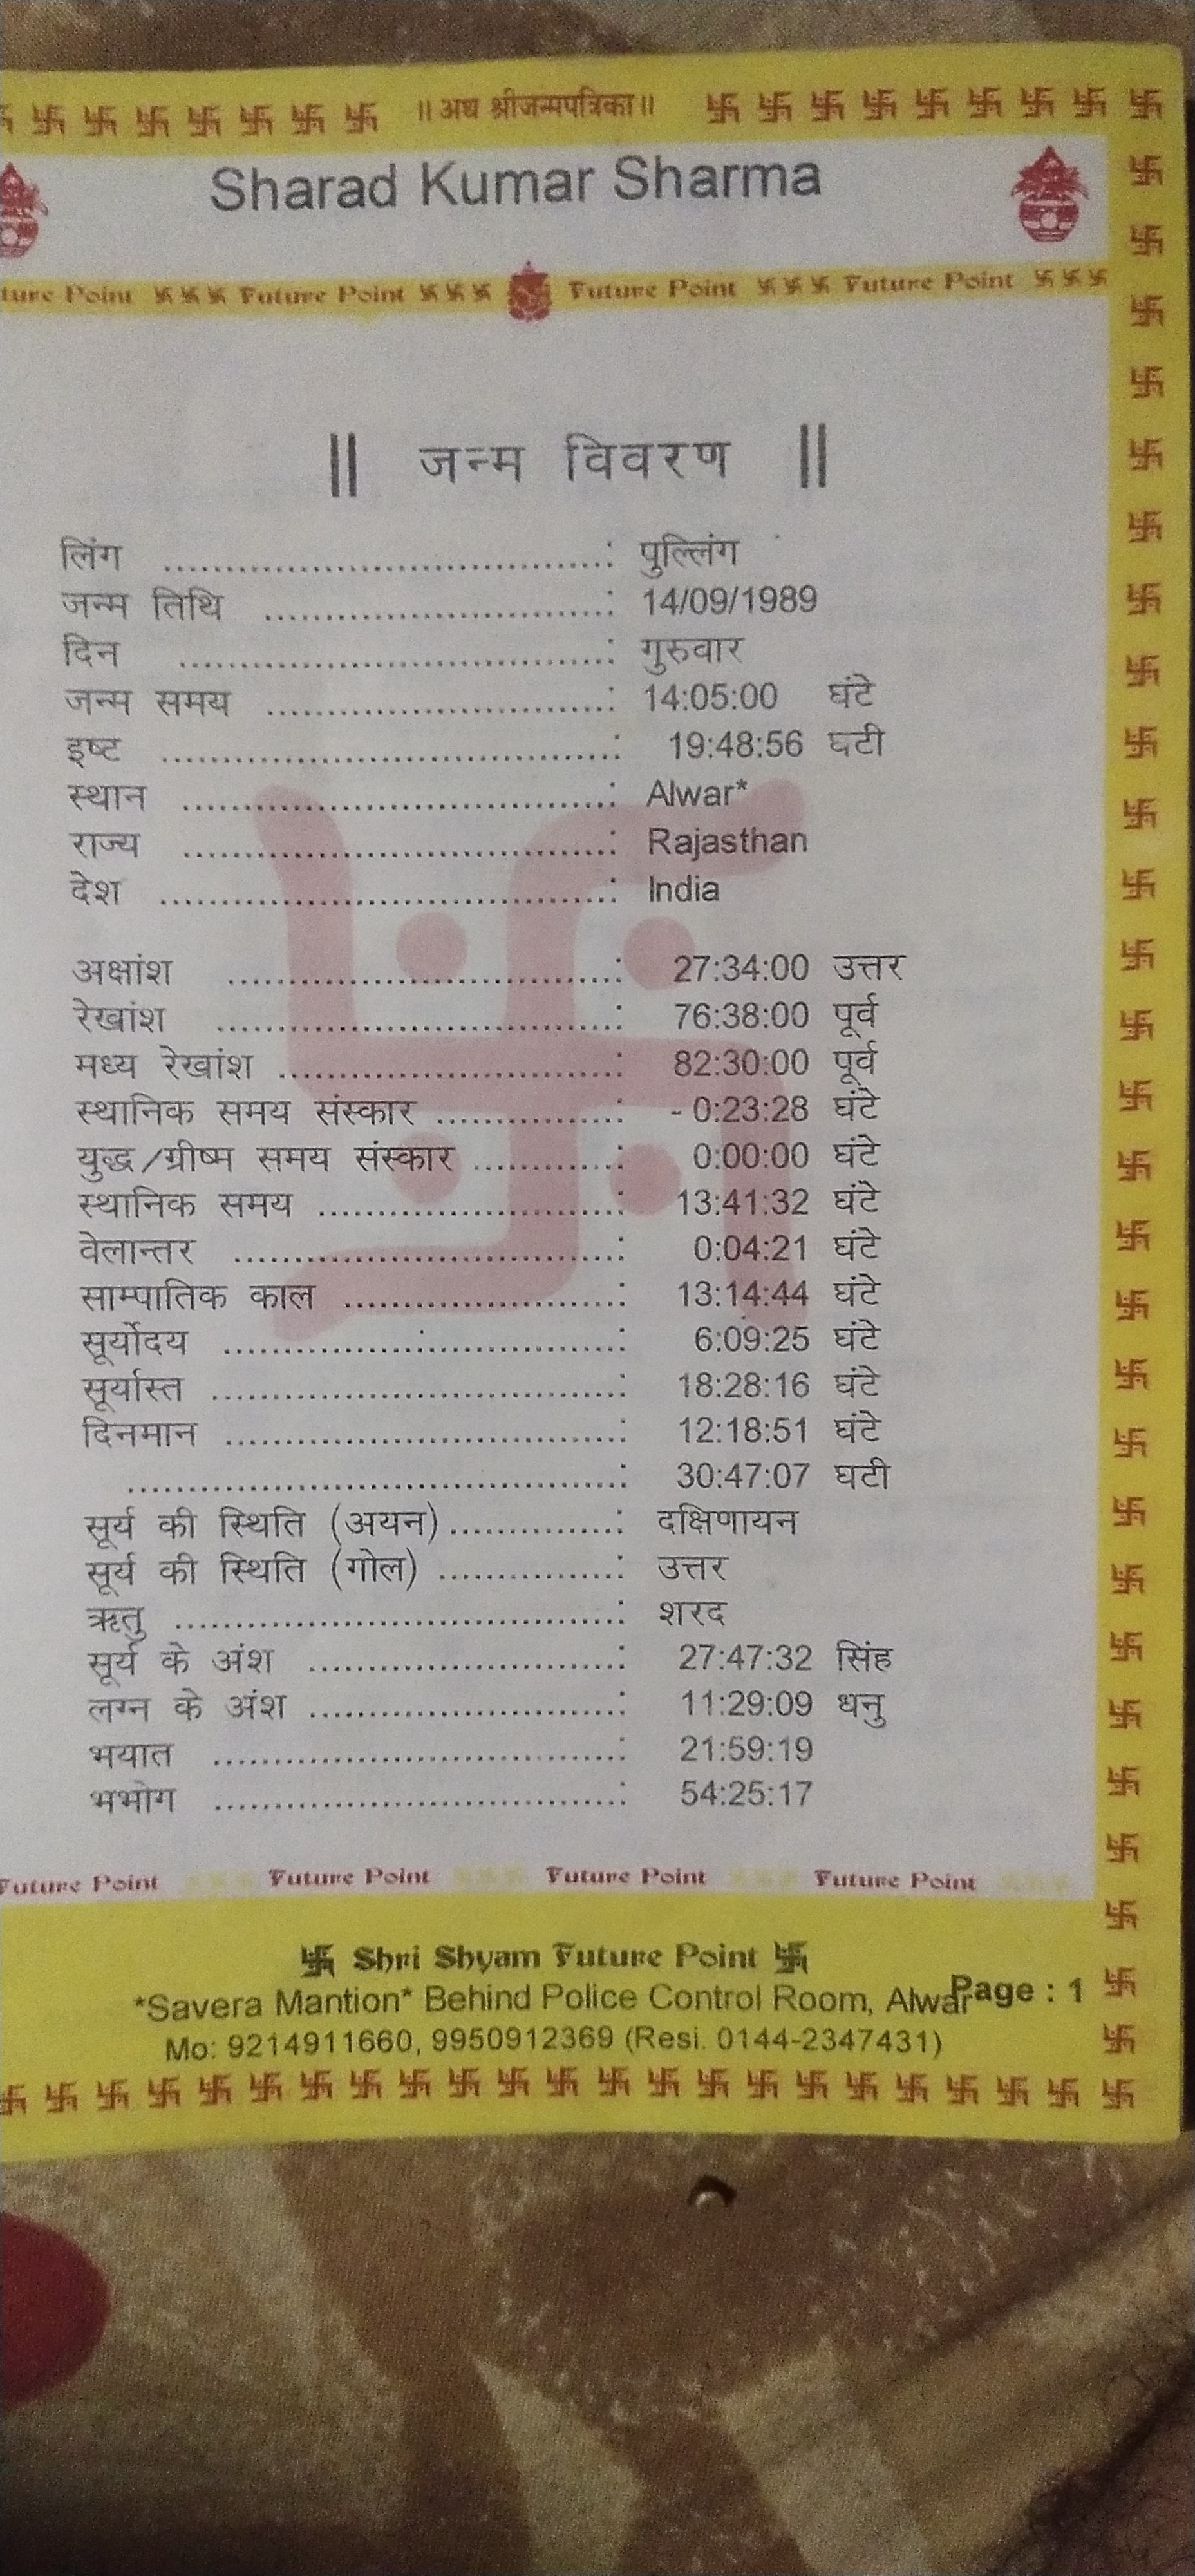 ॥ अथ श्रीजन्मपत्रिका॥
Sharad Kumar Sharma
Future Point Future Point Future Point
|| जन्म विवरण ||
लिंग ....................................: पुल्लिंग
जन्म तिथि ............................: 14/09/1989
दिन ...................................: गुरुवार
जन्म समय ............................: 14:05:00 घंटे
इष्ट .....................................: 19:48:56 घटी
स्थान ...................................: Alwar*
राज्य ...................................: Rajasthan
देश .....................................: India
अक्षांश ................................: 27:34:00 उत्तर
रेखांश .................................: 76:38:00 पूर्व
मध्य रेखांश ...........................: 82:30:00 पूर्व
स्थानिक समय संस्कार ...............: - 0:23:28 घंटे
युद्ध/ग्रीष्म समय संस्कार ............: 0:00:00 घंटे
स्थानिक समय .........................: 13:41:32 घंटे
वेलान्तर ................................: 0:04:21 घंटे
साम्पातिक काल .......................: 13:14:44 घंटे
सूर्योदय .................................: 6:09:25 घंटे
सूर्यास्त ..................................: 18:28:16 घंटे
दिनमान .................................: 12:18:51 घंटे
.........................................: 30:47:07 घटी
सूर्य की स्थिति (अयन)...............: दक्षिणायन
सूर्य की स्थिति (गोल) ................: उत्तर
ऋतु .....................................: शरद
सूर्य के अंश ...........................: 27:47:32 सिंह
लग्न के अंश ..........................: 11:29:09 धनु
भयात ..................................: 21:59:19
भभोग ..................................: 54:25:17
Future Point Future Point Future Point Future Point
Shri Shyam Future Point
*Savera Mantion* Behind Police Control Room, Alwar Page : 1
Mo: 9214911660, 9950912369 (Resi. 0144-2347431)